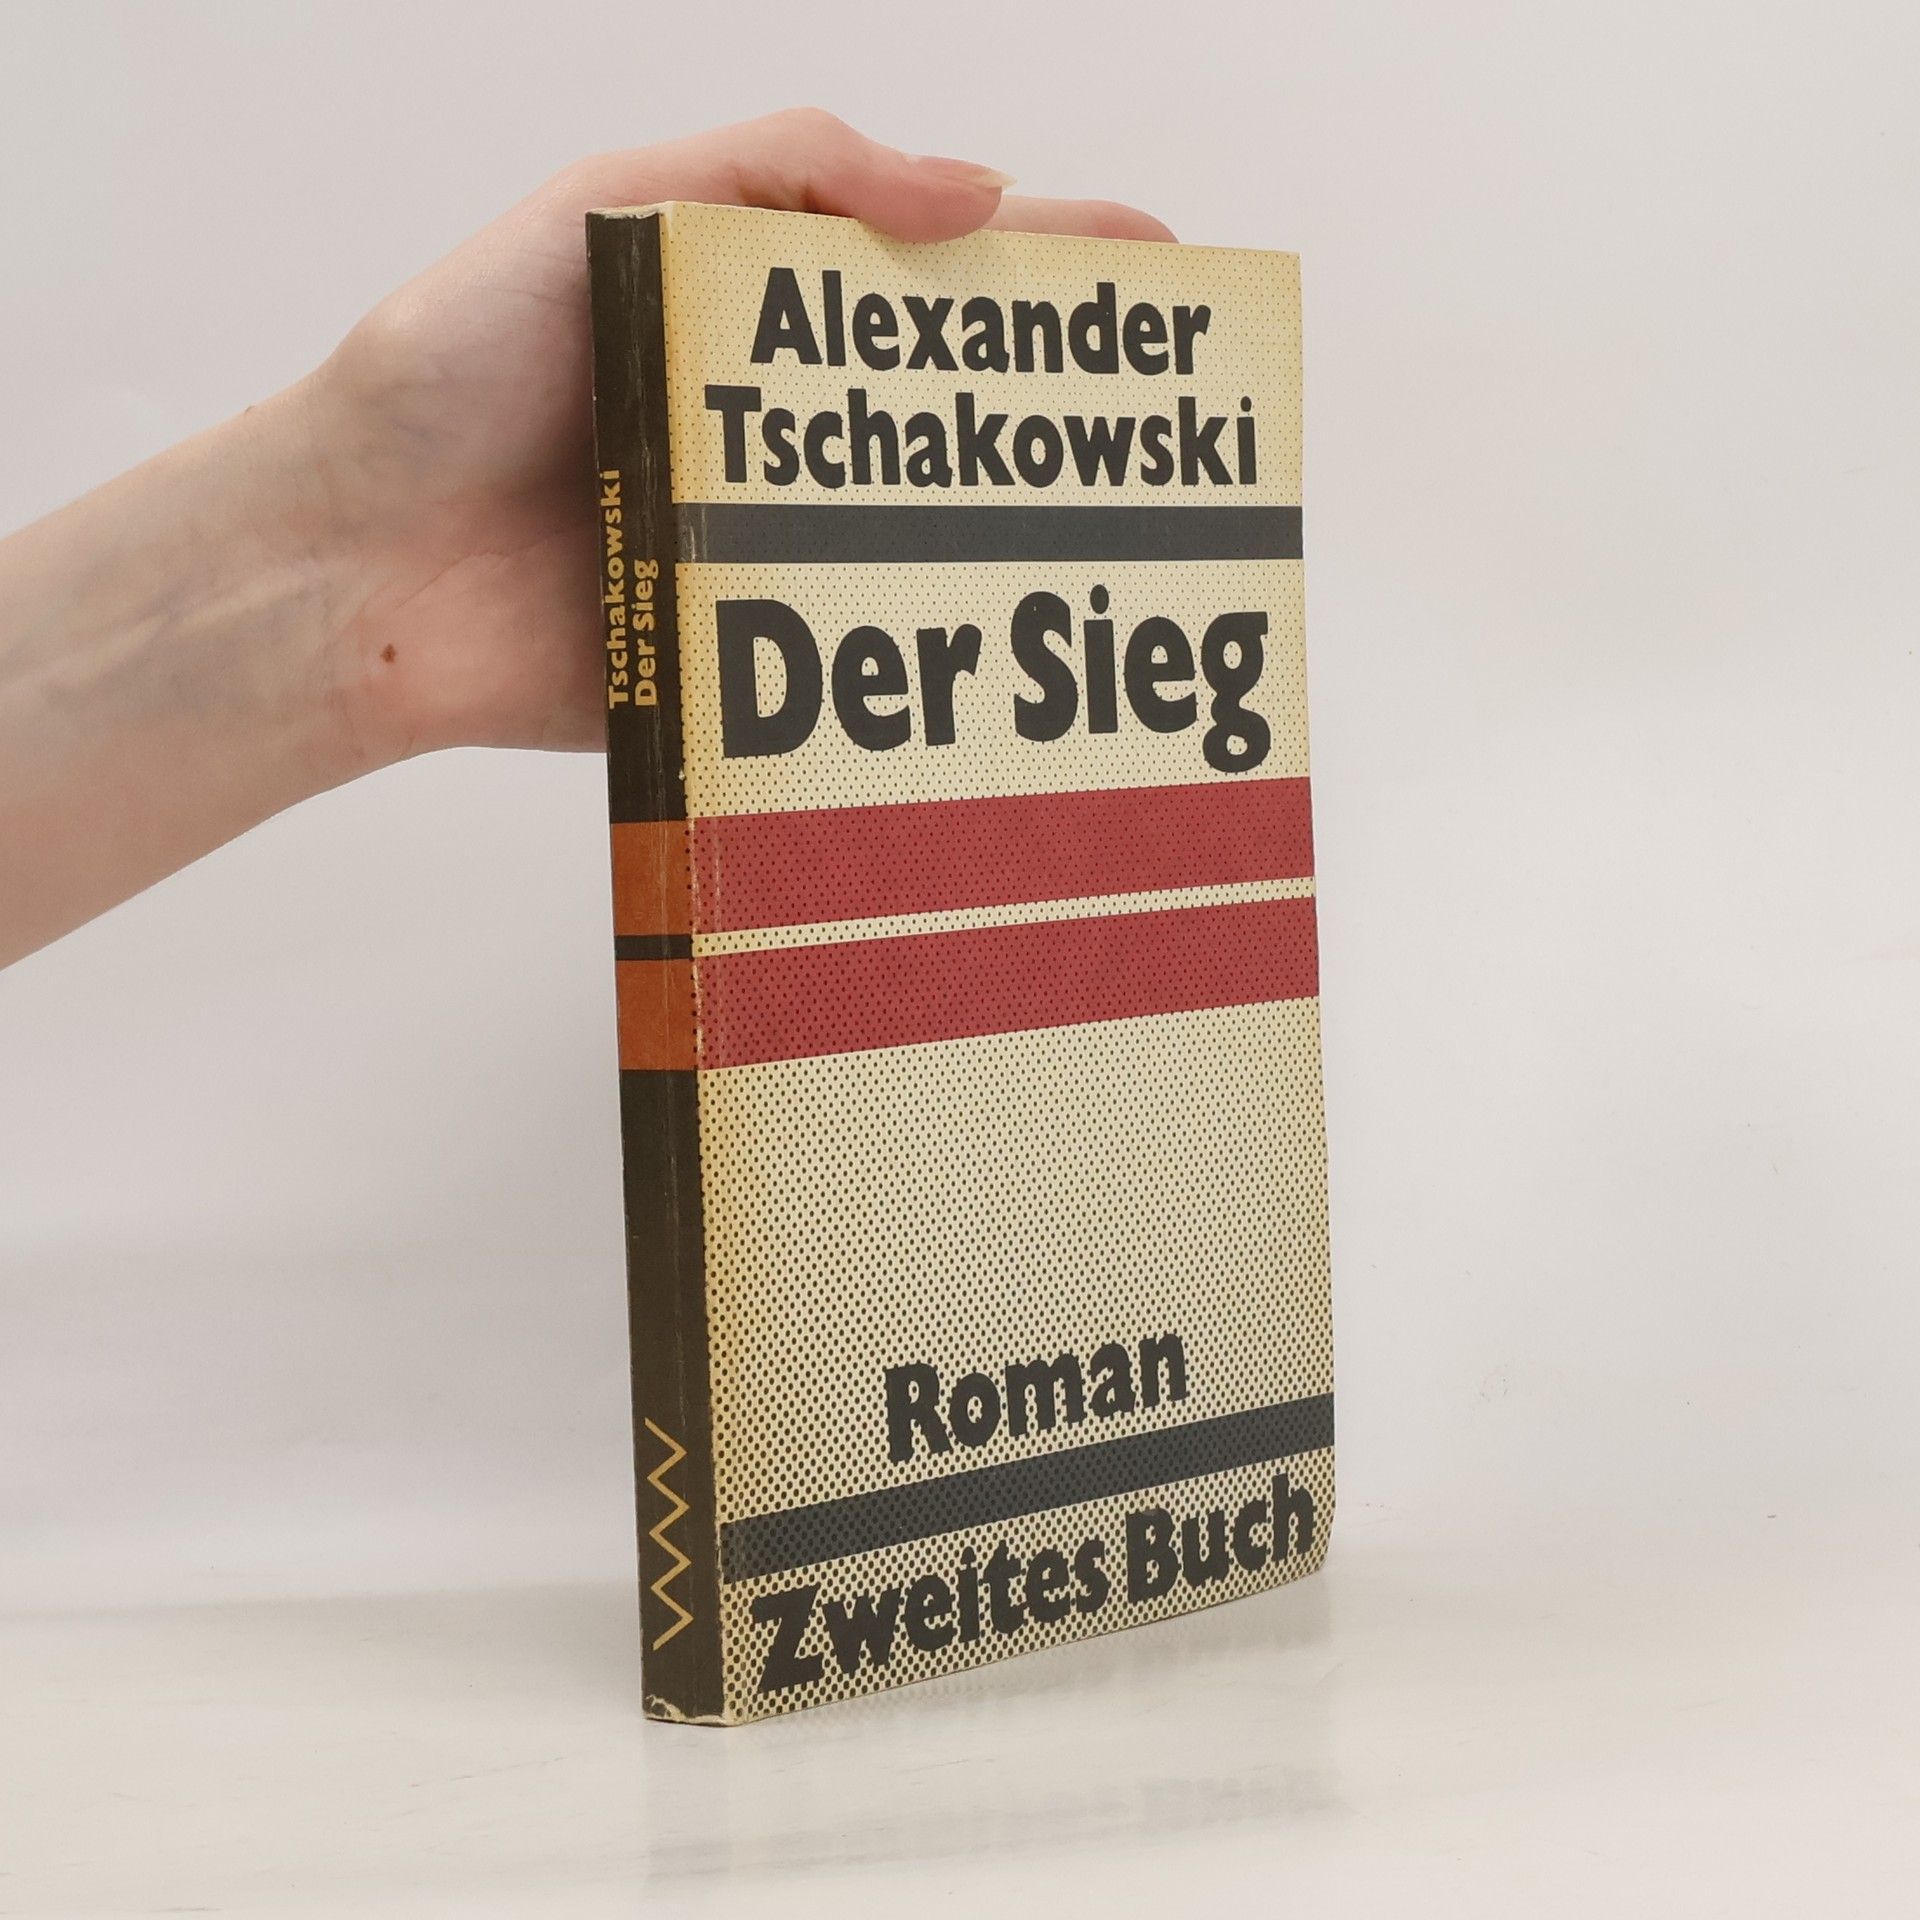 Alexander
Tschakowski
Der Sieg
Roman
Zweites Buch
Tschakowski
Der Sieg